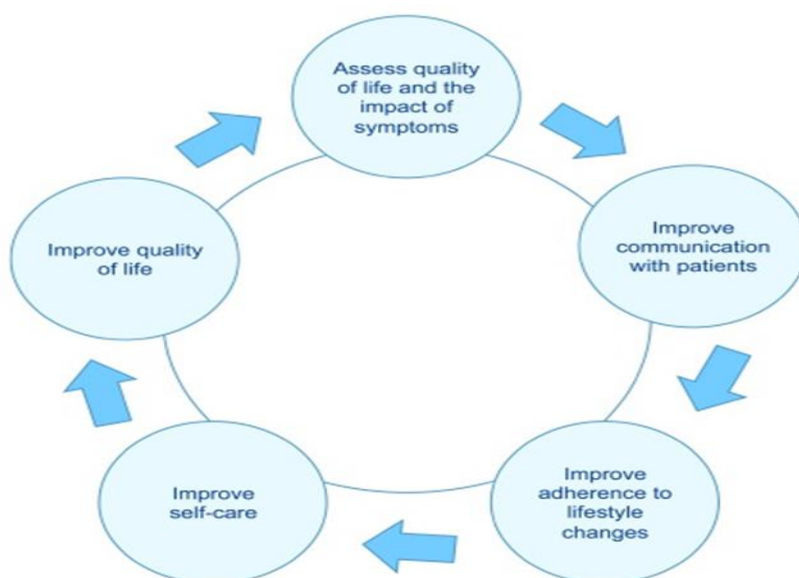 Assess quality
of life and the
impact of
symptoms
Improve
communication
with patients
Improve
adherence to
lifestyle
changes
Improve
self-care
Improve quality
of life